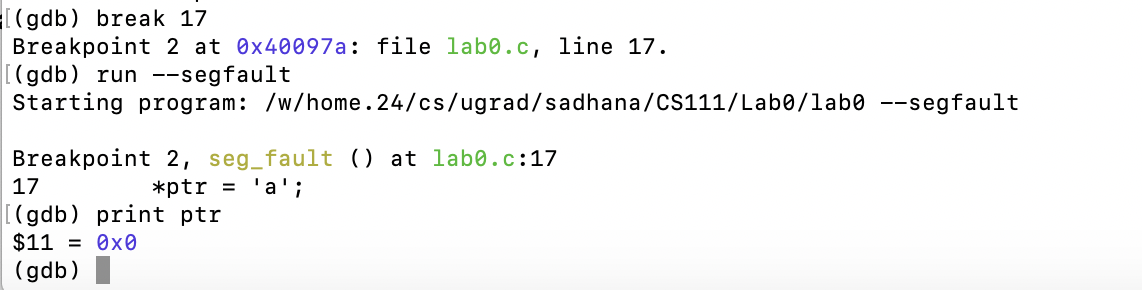 [(gdb) break 17
Breakpoint 2 at 0x40097a: file lab0.c, line 17.
[(gdb) run --segfault
Starting program: /w/home.24/cs/ugrad/sadhana/CS111/Lab0/lab0 --segfault
Breakpoint 2, seg_fault () at lab0.c:17
17        *ptr = 'a';
[(gdb) print ptr
$11 = 0x0
(gdb)